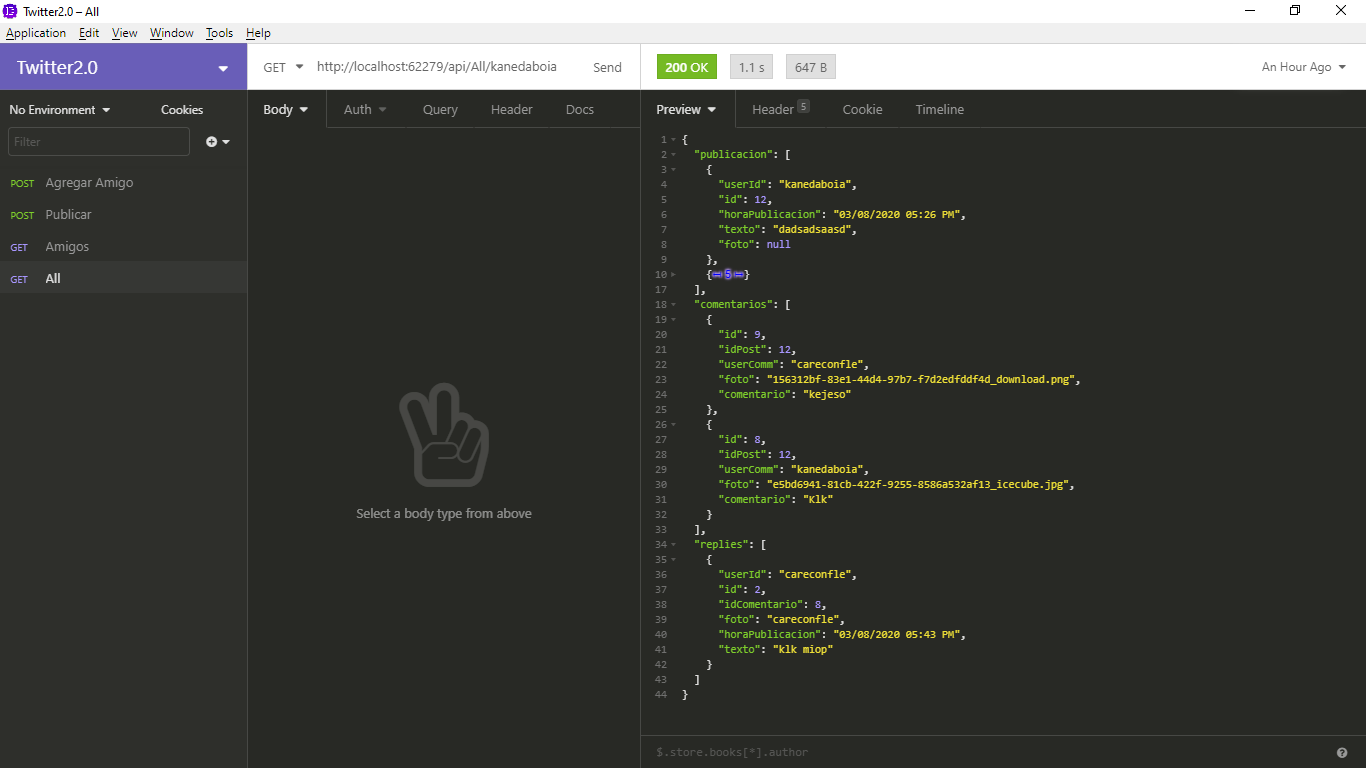 Twitter2.0 – All
Application Edit View Window Tools Help
Twitter2.0
GET http://localhost:62279/api/All/kanedaboia Send
200 OK 1.1 s 647 B An Hour Ago
No Environment Cookies
Body Auth Query Header Docs
Preview Header 5 Cookie Timeline
Filter
POST Agregar Amigo
POST Publicar
GET Amigos
GET All
Select a body type from above
1 {
2 "publicacion": [
3 {
4 "userId": "kanedaboia",
5 "id": 12,
6 "horaPublicacion": "03/08/2020 05:26 PM",
7 "texto": "dadsadsaasd",
8 "foto": null
9 },
10 {↔5↔}
17 ],
18 "comentarios": [
19 {
20 "id": 9,
21 "idPost": 12,
22 "userComm": "careconfle",
23 "foto": "156312bf-83e1-44d4-97b7-f7d2edfddf4d_download.png",
24 "comentario": "kejeso"
25 },
26 {
27 "id": 8,
28 "idPost": 12,
29 "userComm": "kanedaboia",
30 "foto": "e5bd6941-81cb-422f-9255-8586a532af13_icecube.jpg",
31 "comentario": "Klk"
32 }
33 ],
34 "replies": [
35 {
36 "userId": "careconfle",
37 "id": 2,
38 "idComentario": 8,
39 "foto": "careconfle",
40 "horaPublicacion": "03/08/2020 05:43 PM",
41 "texto": "klk miop"
42 }
43 ]
44 }
$.store.books[*].author